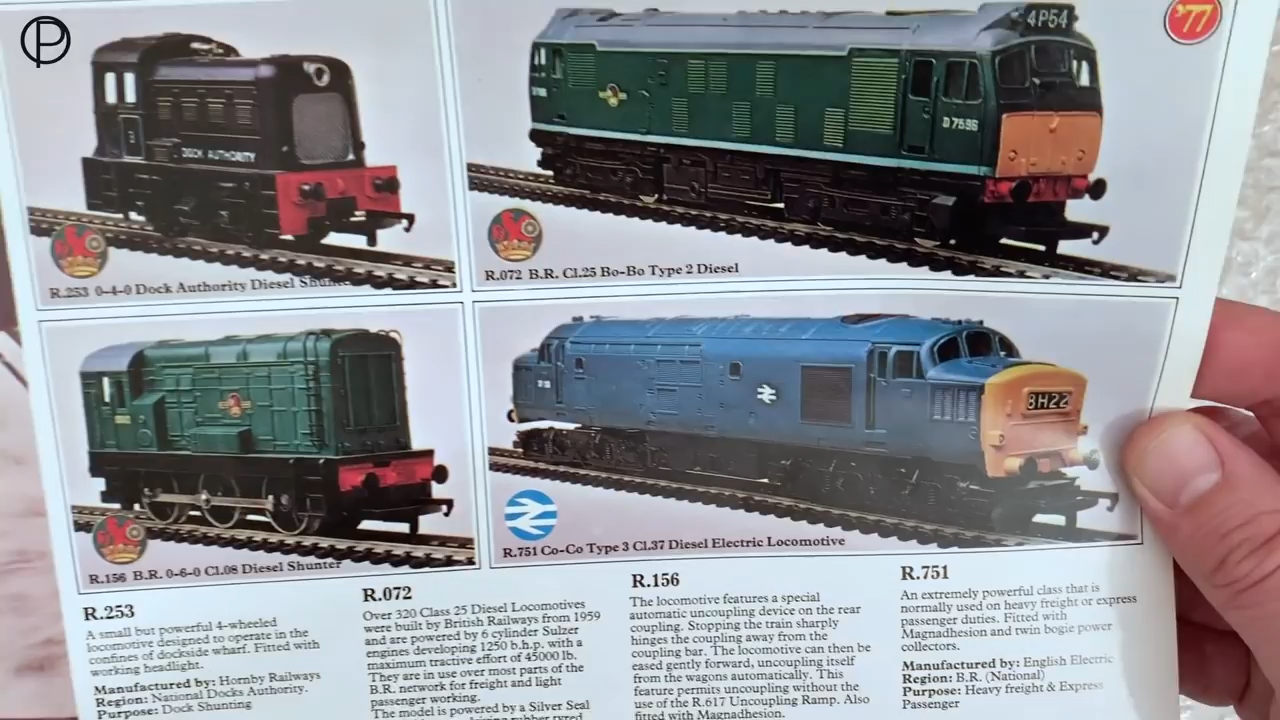 '77
4P54
D7596
DOCK AUTHORITY
3
R.253 0-4-0 Dock Authority Diesel Shunter
R.072 B.R. Cl.25 Bo-Bo Type 2 Diesel
8H22
R.156 B.R. 0-6-0 Cl.08 Diesel Shunter
R.751 Co-Co Type 3 Cl.37 Diesel Electric Locomotive
R.253
A small but powerful 4-wheeled
locomotive designed to operate in the
confines of dockside wharf. Fitted with
working headlight.
Manufactured by: Hornby Railways
Region: National Docks Authority.
Purpose: Dock Shunting
R.072
Over 320 Class 25 Diesel Locomotives
were built by British Railways from 1959
and are powered by 6 cylinder Sulzer
engines developing 1250 b.h.p. with a
maximum tractive effort of 45000 lb.
They are in use over most parts of the
B.R. network for freight and light
passenger working.
The model is powered by a Silver Seal
R.156
The locomotive features a special
automatic uncoupling device on the rear
coupling. Stopping the train sharply
hinges the coupling away from the
coupling bar. The locomotive can then be
eased gently forward, uncoupling itself
from the wagons automatically. This
feature permits uncoupling without the
use of the R.617 Uncoupling Ramp. Also
fitted with Magnadhesion.
R.751
An extremely powerful class that is
normally used on heavy freight or express
passenger duties. Fitted with
Magnadhesion and twin bogie power
collectors.
Manufactured by: English Electric
Region: B.R. (National)
Purpose: Heavy freight & Express
Passenger